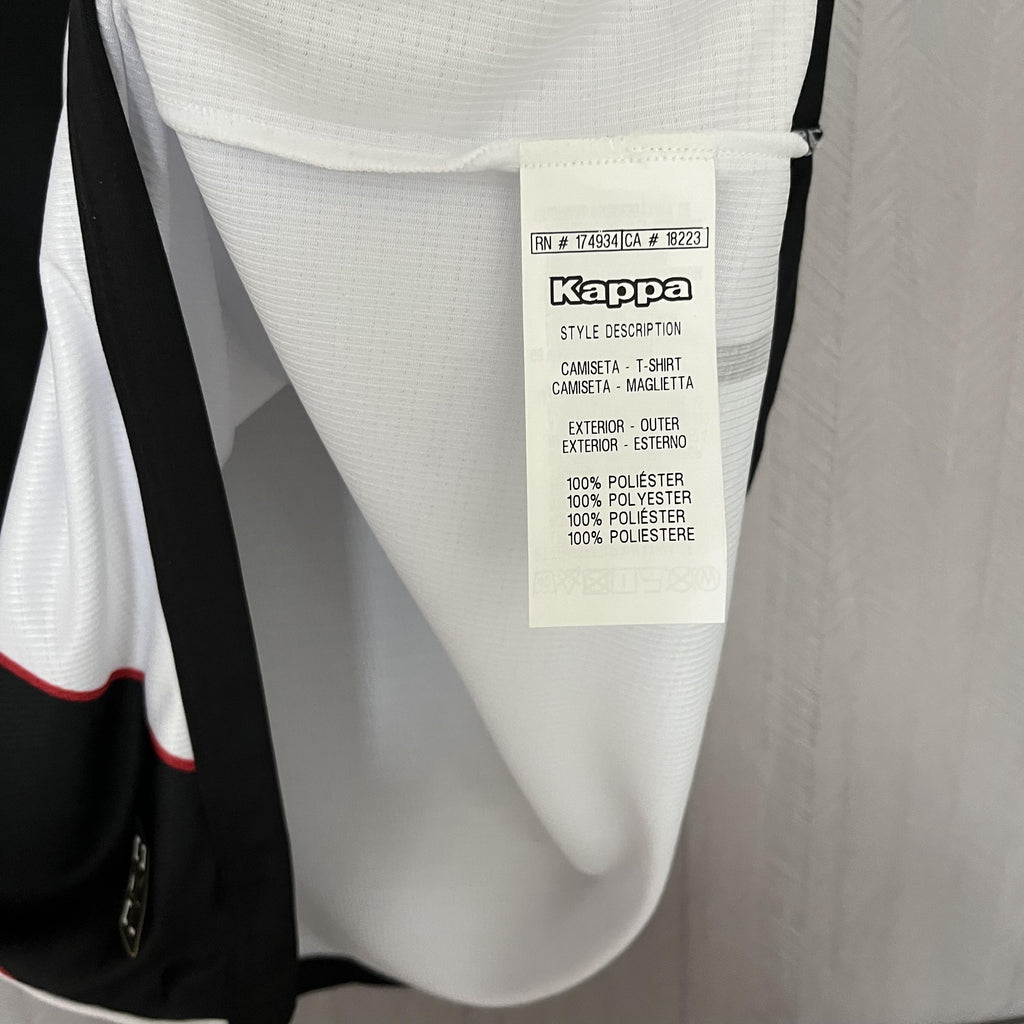 RN # 174934 CA # 18223
Kappa
STYLE DESCRIPTION
CAMISETA - T-SHIRT
CAMISETA - MAGLIETTA
EXTERIOR - OUTER
EXTERIOR - ESTERNO
100% POLIÉSTER
100% POLYESTER
100% POLIÉSTER
100% POLIESTERE